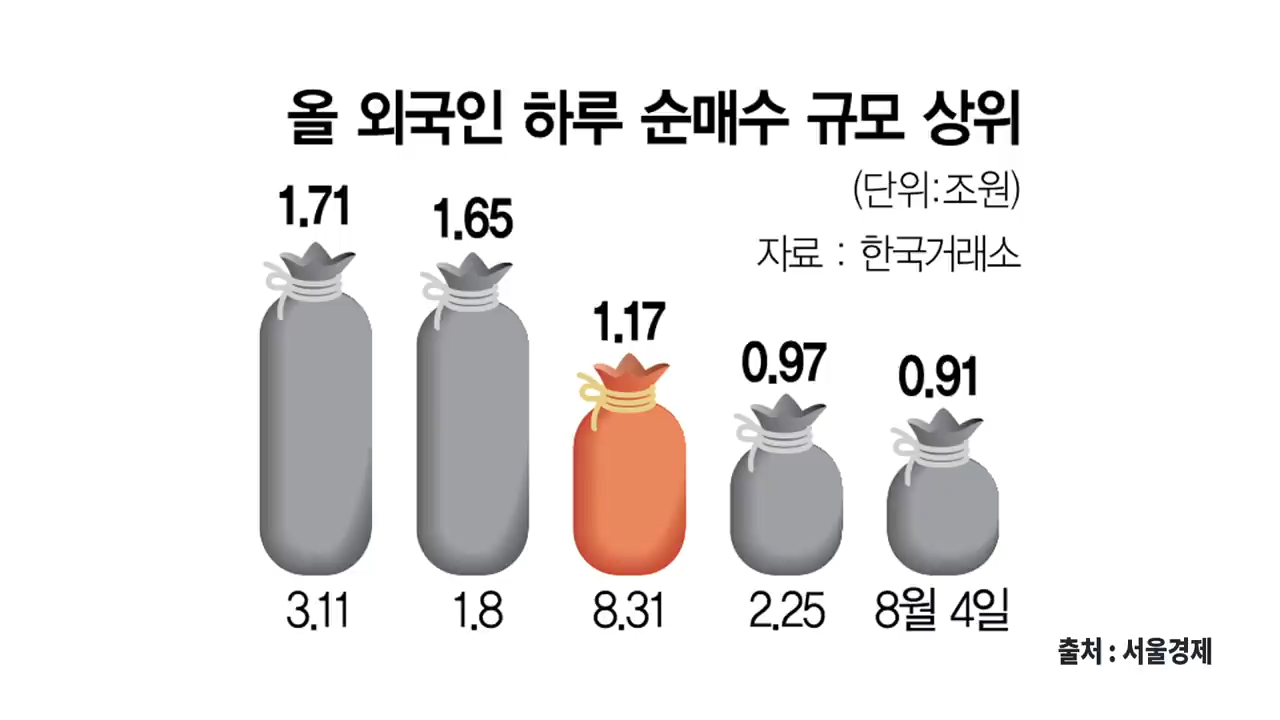 올 외국인 하루 순매수 규모 상위
(단위:조원)
자료 : 한국거래소
1.71
1.65
1.17
0.97
0.91
3.11
1.8
8.31
2.25
8월 4일
출처 : 서울경제